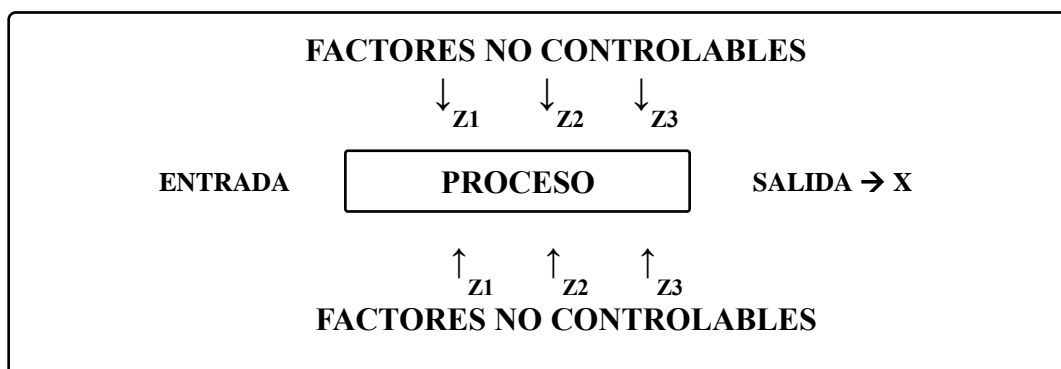 FACTORES NO CONTROLABLES
↓Z1 ↓Z2 ↓Z3
ENTRADA PROCESO SALIDA → X
↑Z1 ↑Z2 ↑Z3
FACTORES NO CONTROLABLES